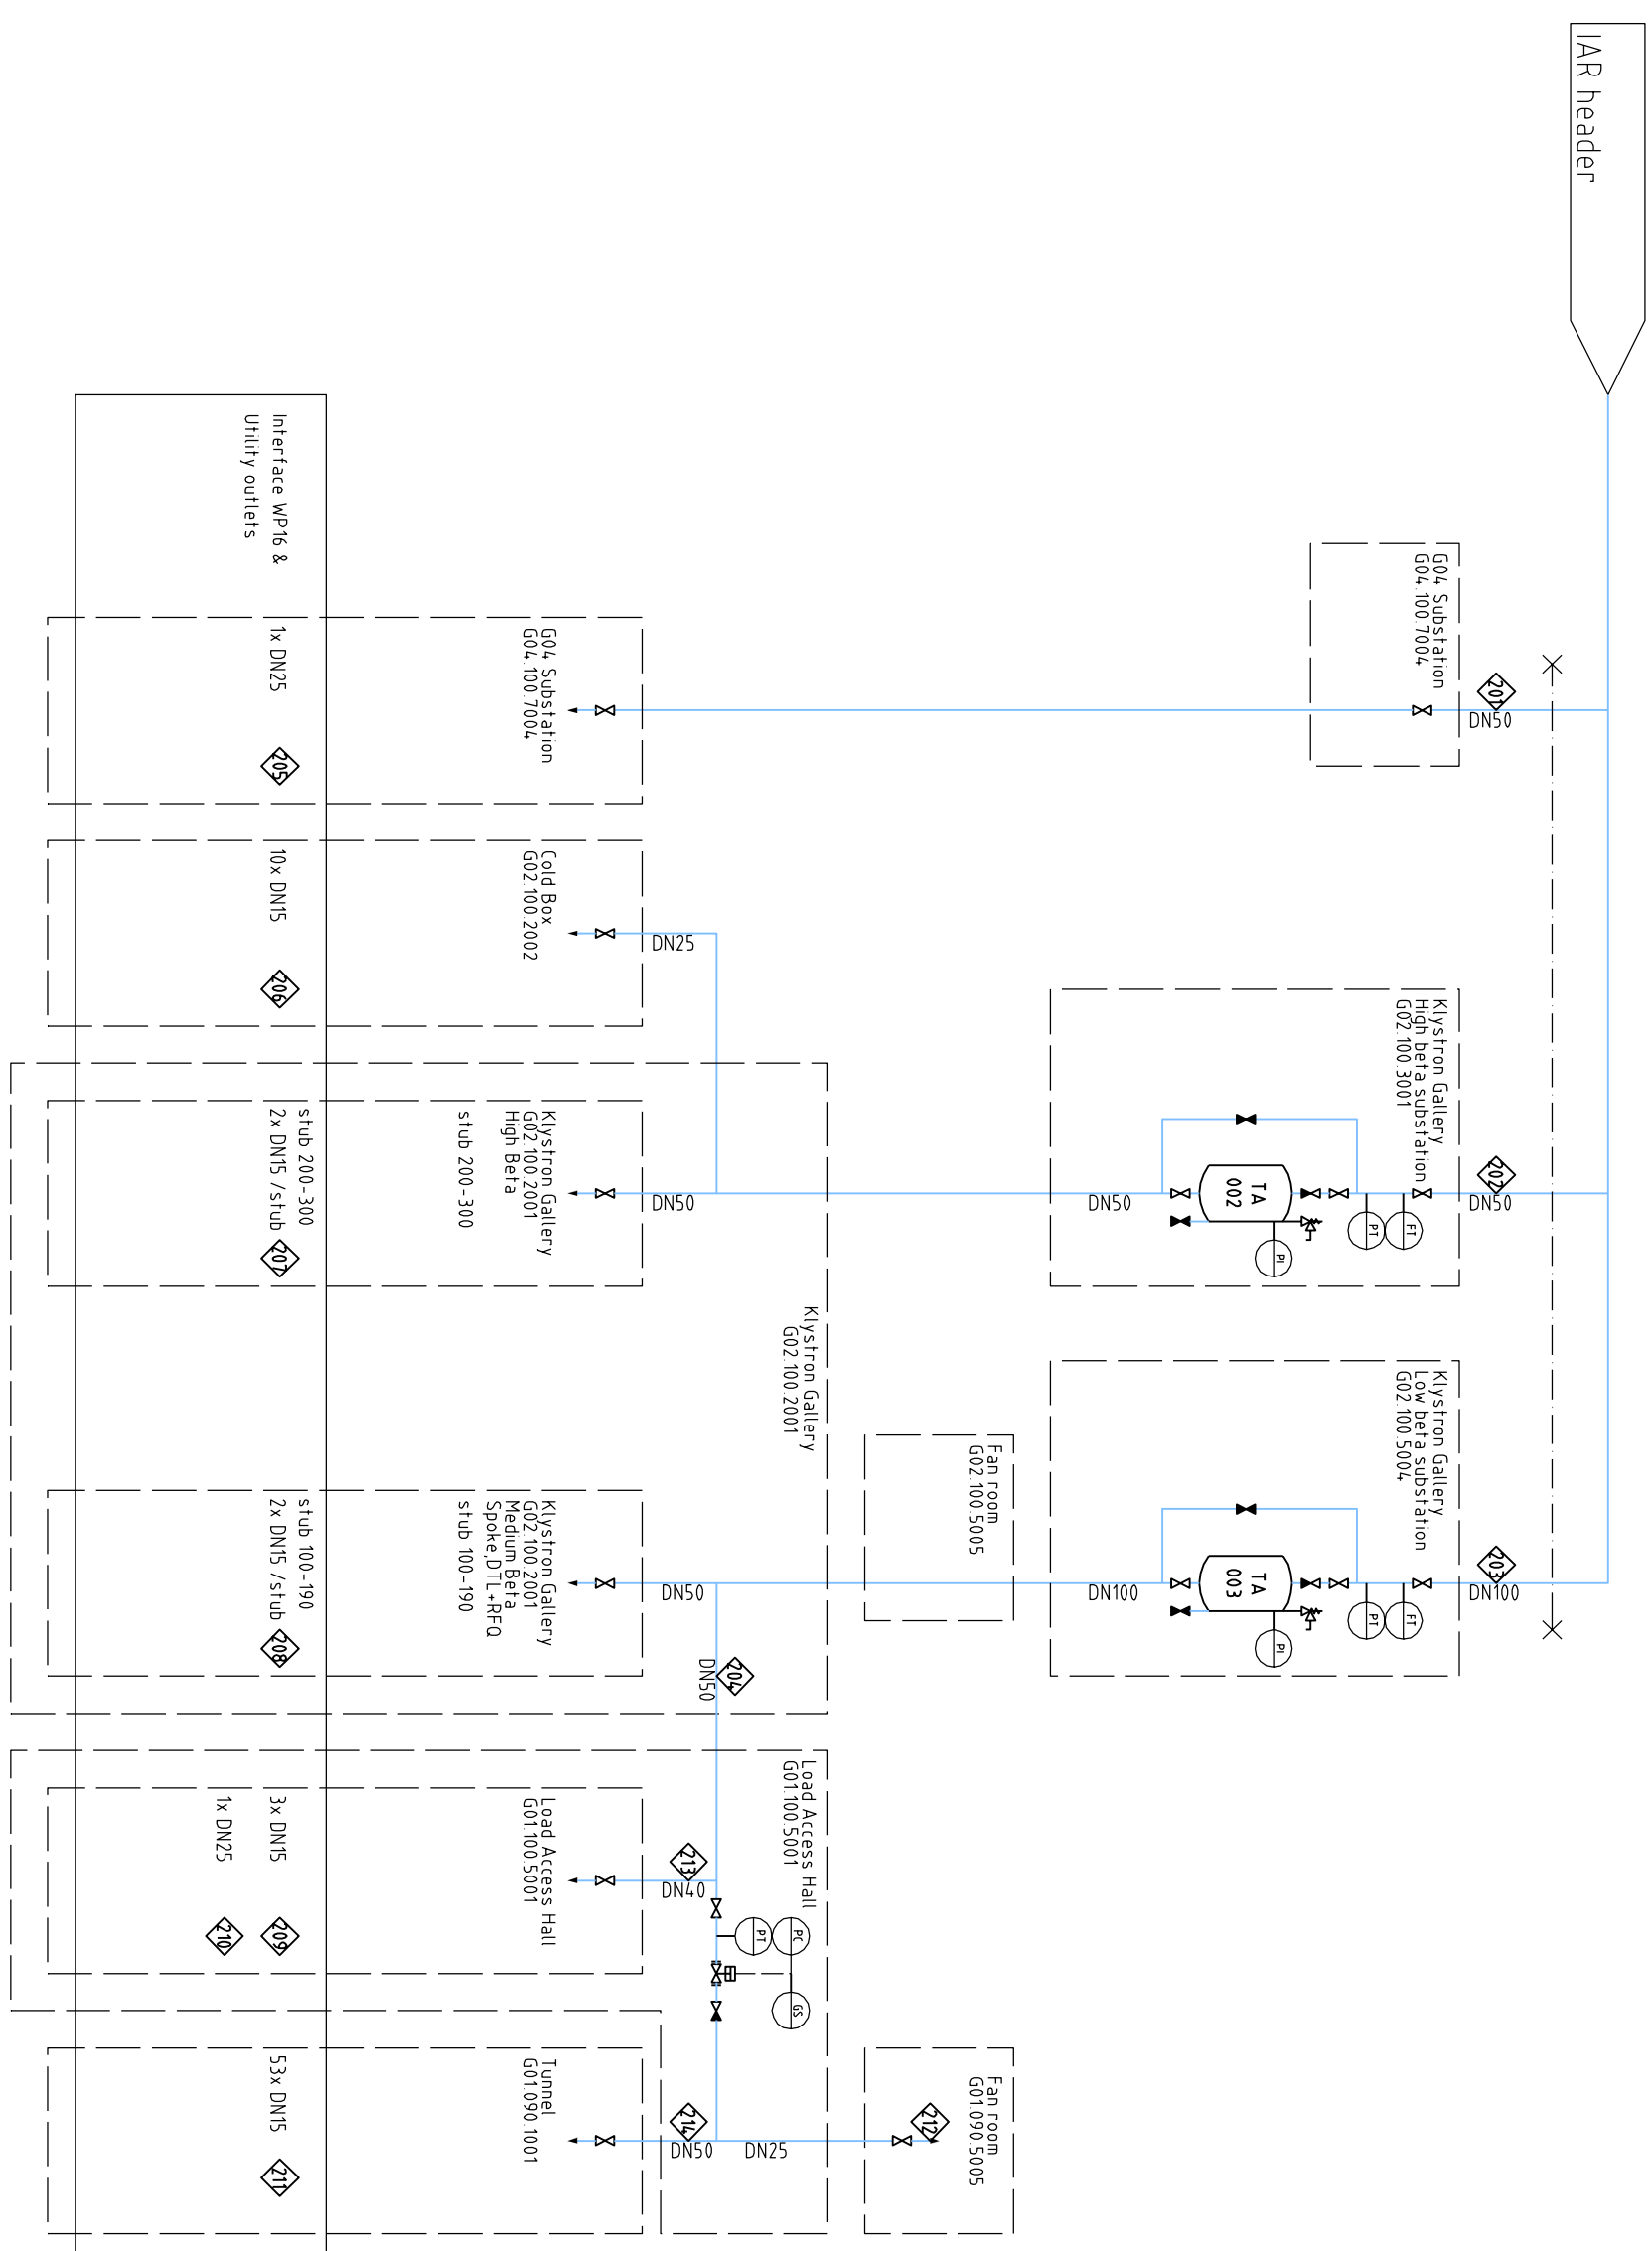 IAR header
G04 Substation
G04.100.7004
201
DN50
Klystron Gallery
High beta substation
G02.100.3001
202
DN50
FT
PT
TA
002
PI
DN50
Klystron Gallery
Low beta substation
G02.100.5004
203
DN100
FT
PT
TA
003
PI
DN100
Fan room
G02.100.5005
Fan room
G01.090.5005
212
DN25
Klystron Gallery
G02.100.2001
204
DN50
Load Access Hall
G01.100.5001
PC
PT
GS
213
DN40
214
DN50
DN25
DN50
DN50
G04 Substation
G04.100.7004
Cold Box
G02.100.2002
Klystron Gallery
G02.100.2001
High Beta
stub 200-300
Klystron Gallery
G02.100.2001
Medium Beta
Spoke,DTL+RFQ
stub 100-190
Load Access Hall
G01.100.5001
Tunnel
G01.090.1001
Interface WP16 &
Utility outlets
1x DN25
205
10x DN15
206
stub 200-300
2x DN15 /stub
207
stub 100-190
2x DN15 /stub
208
3x DN15
209
1x DN25
210
53x DN15
211